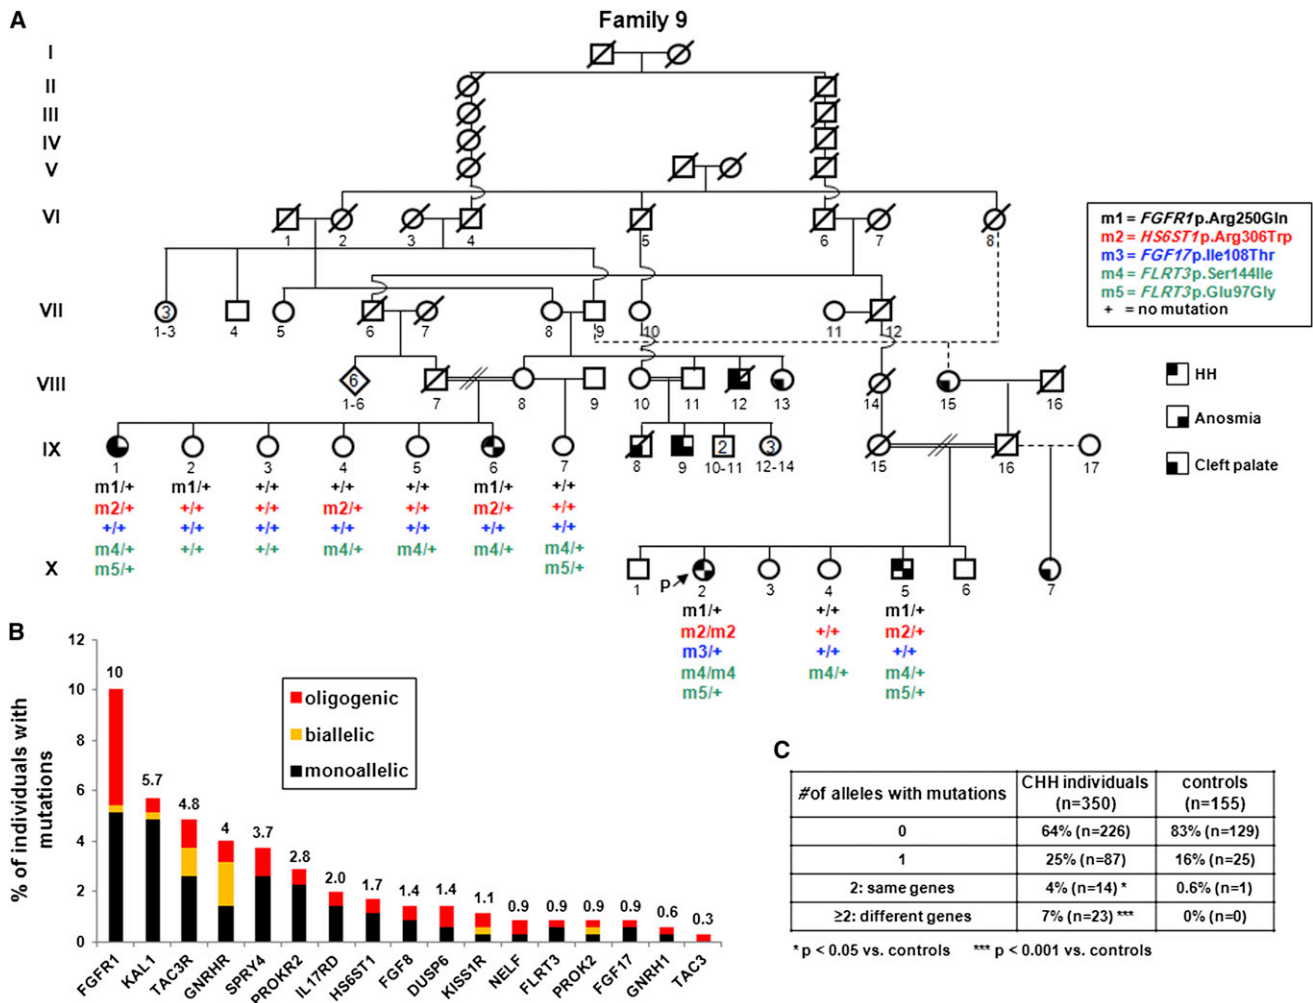 A
Family 9
I
II
III
IV
V
VI
1 2 3 4 5 6 7 8
VII
3
1-3 4 5 6 7 8 9 10 11 12
VIII
6
1-6 7 8 9 10 11 12 13 14 15 16
IX
2 3
1 2 3 4 5 6 7 8 9 10-11 12-14 15 16 17
m1/+ m1/+ +/+ +/+ +/+ m1/+ +/+
m2/+ +/+ +/+ m2/+ +/+ m2/+ +/+
+/+ +/+ +/+ +/+ +/+ +/+ +/+
m4/+ +/+ +/+ m4/+ m4/+ m4/+ m4/+
m5/+ m5/+
X
P
1 2 3 4 5 6 7
m1/+ +/+ m1/+
m2/m2 +/+ m2/+
m3/+ +/+ +/+
m4/m4 m4/+ m4/+
m5/+ m5/+
m1 = FGFR1 p.Arg250Gln
m2 = HS6ST1 p.Arg306Trp
m3 = FGF17 p.Ile108Thr
m4 = FLRT3 p.Ser144Ile
m5 = FLRT3 p.Glu97Gly
+ = no mutation
HH
Anosmia
Cleft palate
B
% of individuals with mutations
12
10
8
6
4
2
0
10 5.7 4.8 4 3.7 2.8 2.0 1.7 1.4 1.4 1.1 0.9 0.9 0.9 0.9 0.6 0.3
oligogenic
biallelic
monoallelic
FGFR1 KAL1 TAC3R GNRHR SPRY4 PROKR2 IL17RD HS6ST1 FGF8 DUSP6 KISS1R NELF FLRT3 PROK2 FGF17 GNRH1 TAC3
C
#of alleles with mutations CHH individuals (n=350) controls (n=155)
0 64% (n=226) 83% (n=129)
1 25% (n=87) 16% (n=25)
2: same genes 4% (n=14) * 0.6% (n=1)
≥2: different genes 7% (n=23) *** 0% (n=0)
* p < 0.05 vs. controls *** p < 0.001 vs. controls